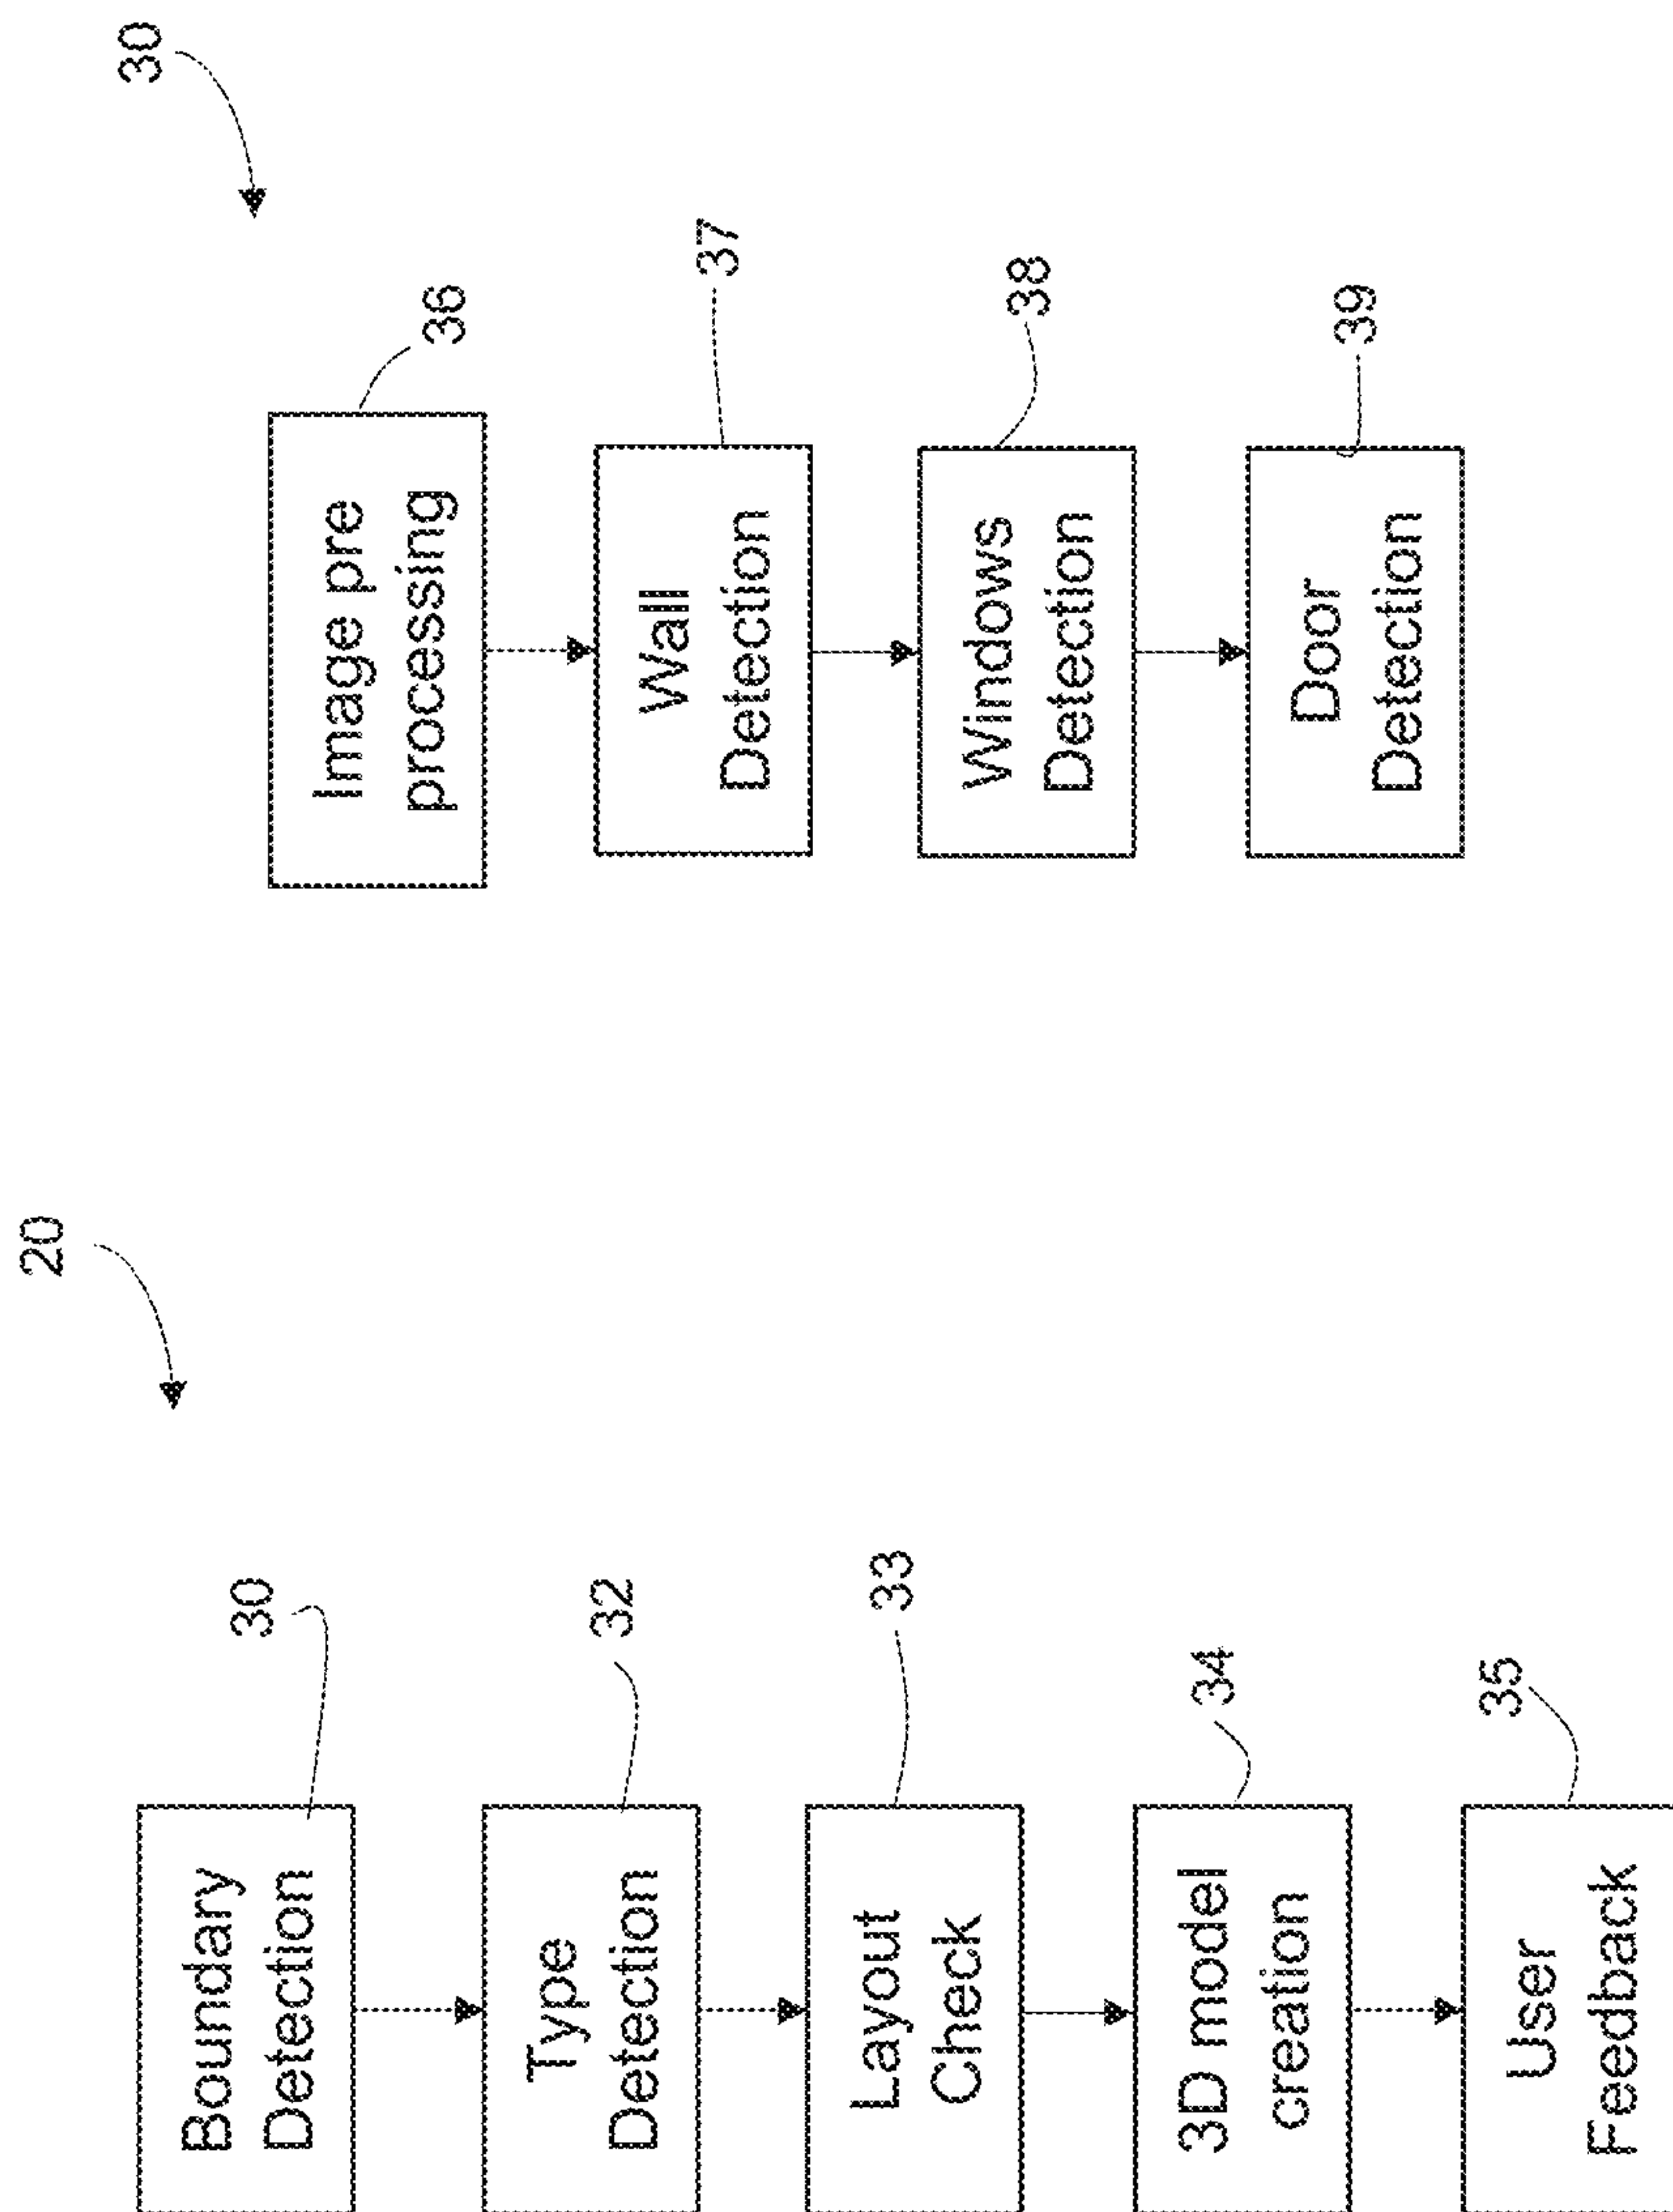 20
Boundary
Detection
30
Type
Detection
32
Layout
Check
33
3D model
creation
34
User
Feedback
35
30
Image pre
processing
36
Wall
Detection
37
Windows
Detection
38
Door
Detection
39